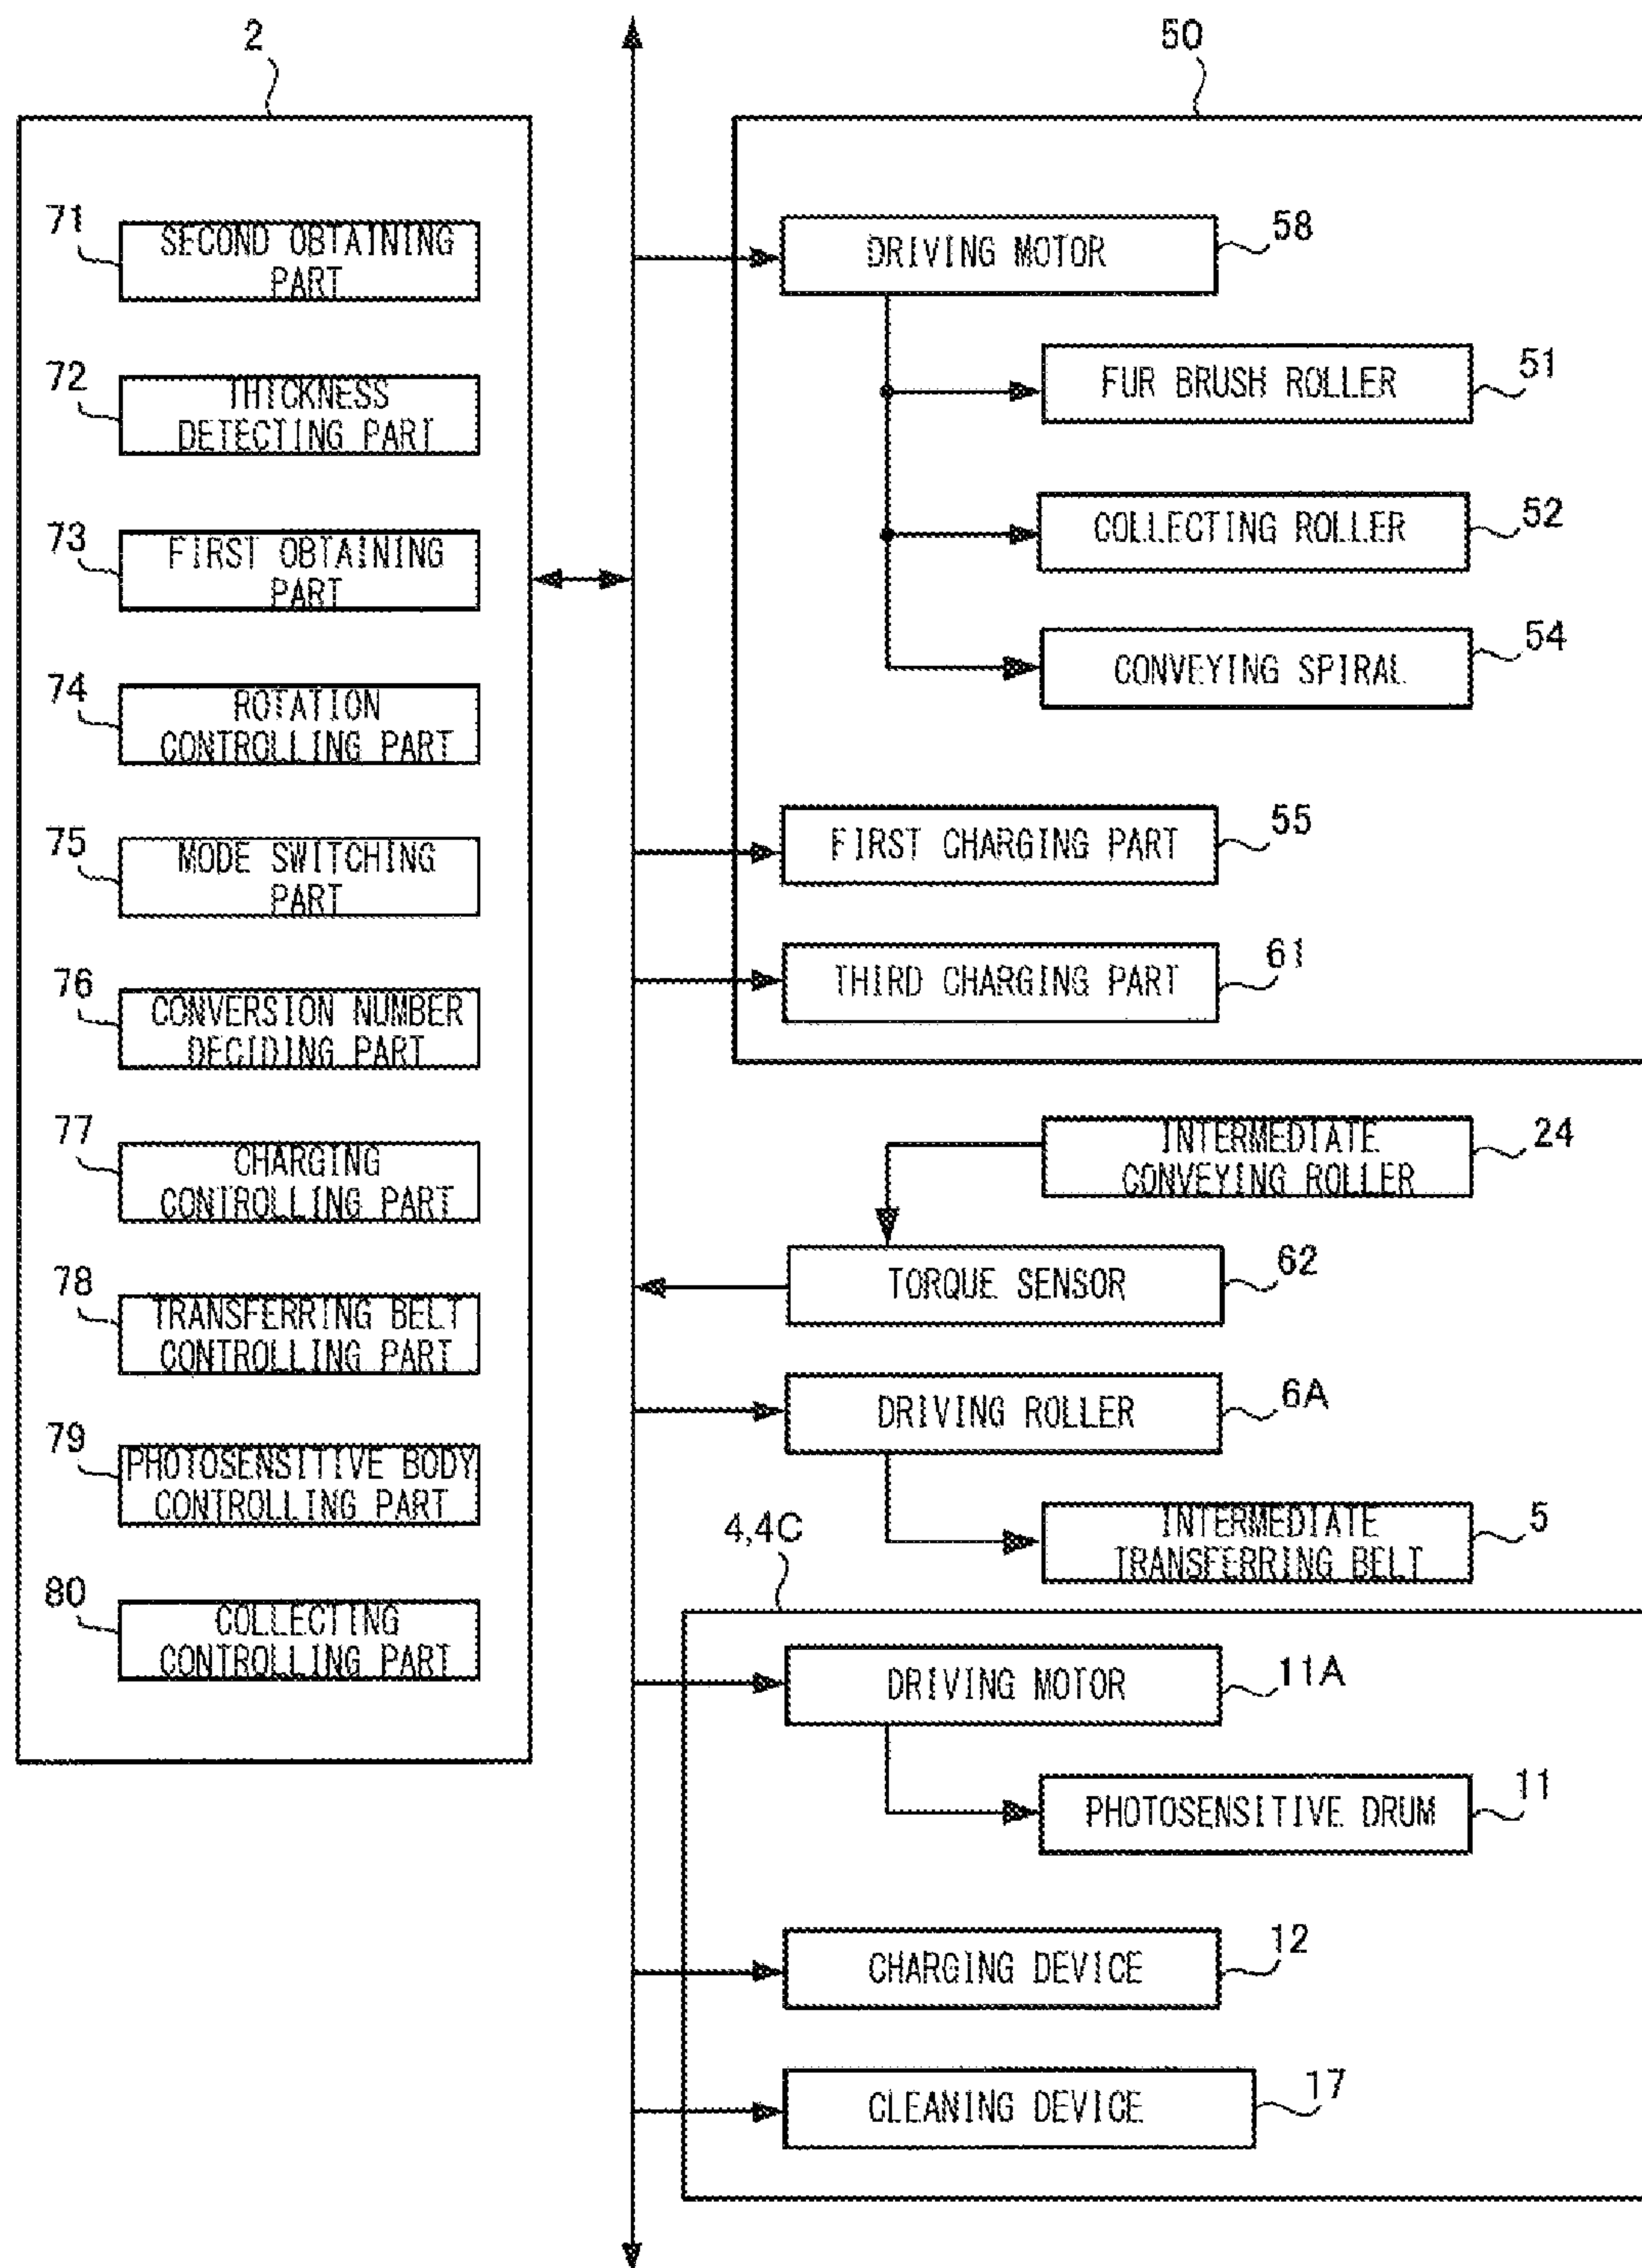 2
71
SECOND OBTAINING
PART
72
THICKNESS
DETECTING PART
73
FIRST OBTAINING
PART
74
ROTATION
CONTROLLING PART
75
MODE SWITCHING
PART
76
CONVERSION NUMBER
DECIDING PART
77
CHARGING
CONTROLLING PART
78
TRANSFERRING BELT
CONTROLLING PART
79
PHOTOSENSITIVE BODY
CONTROLLING PART
80
COLLECTING
CONTROLLING PART
50
DRIVING MOTOR
58
FUR BRUSH ROLLER
51
COLLECTING ROLLER
52
CONVEYING SPIRAL
54
FIRST CHARGING PART
55
THIRD CHARGING PART
61
INTERMEDIATE
CONVEYING ROLLER
24
TORQUE SENSOR
62
DRIVING ROLLER
6A
INTERMEDIATE
TRANSFERRING BELT
5
4,4C
DRIVING MOTOR
11A
PHOTOSENSITIVE DRUM
11
CHARGING DEVICE
12
CLEANING DEVICE
17